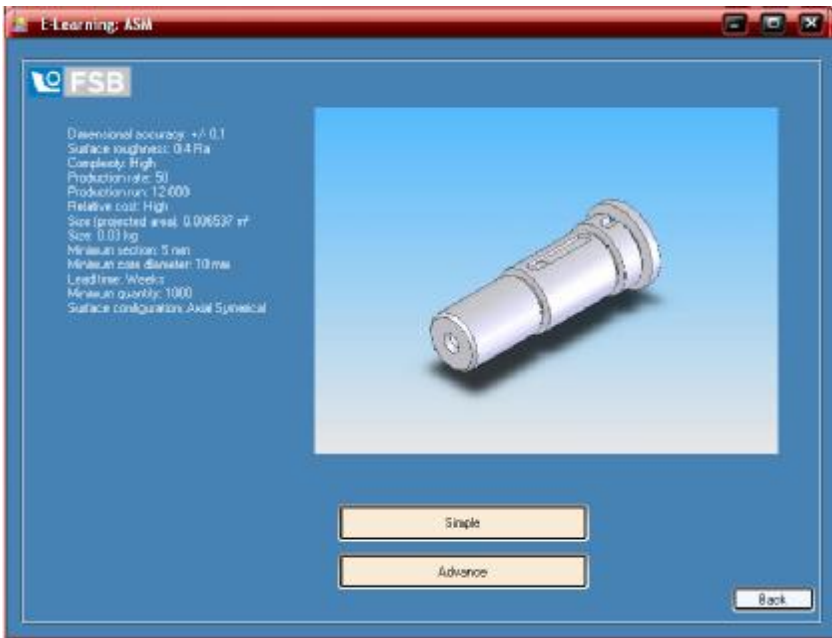 E-Learning: ASM
FSB
Dimensional accuracy: +/- 0,1
Surface roughness: 0.4 Ra
Complexity: High
Production rate: 50
Production run: 12 000
Relative cost: High
Size (projected area): 0.006537 m²
Size: 0.03 kg
Minimum section: 5 mm
Minimum core diameter: 10 mm
Lead time: Weeks
Minimum quantity: 1000
Surface configuration: Axial Symerical
Simple
Advance
Back